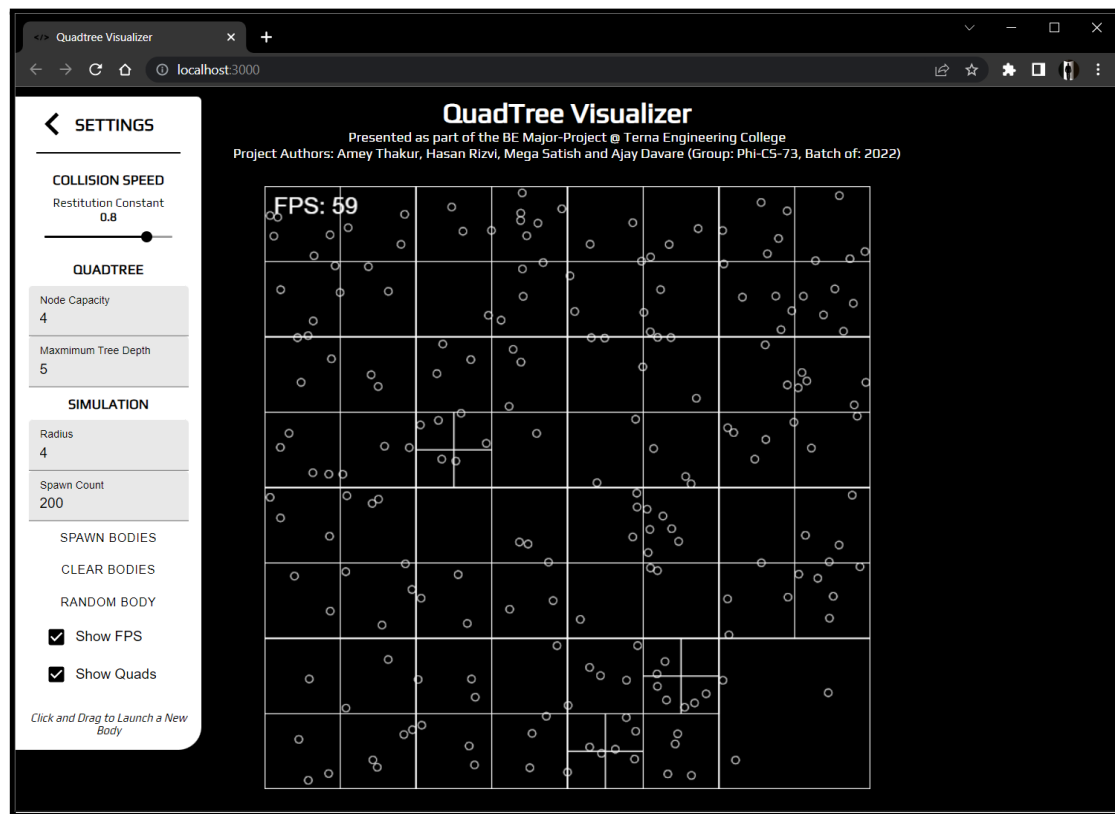 </> Quadtree Visualizer
localhost:3000
SETTINGS
COLLISION SPEED
Restitution Constant
0.8
QUADTREE
Node Capacity
4
Maxmimum Tree Depth
5
SIMULATION
Radius
4
Spawn Count
200
SPAWN BODIES
CLEAR BODIES
RANDOM BODY
Show FPS
Show Quads
Click and Drag to Launch a New
Body
QuadTree Visualizer
Presented as part of the BE Major-Project @ Terna Engineering College
Project Authors: Amey Thakur, Hasan Rizvi, Mega Satish and Ajay Davare (Group: Phi-CS-73, Batch of: 2022)
FPS: 59